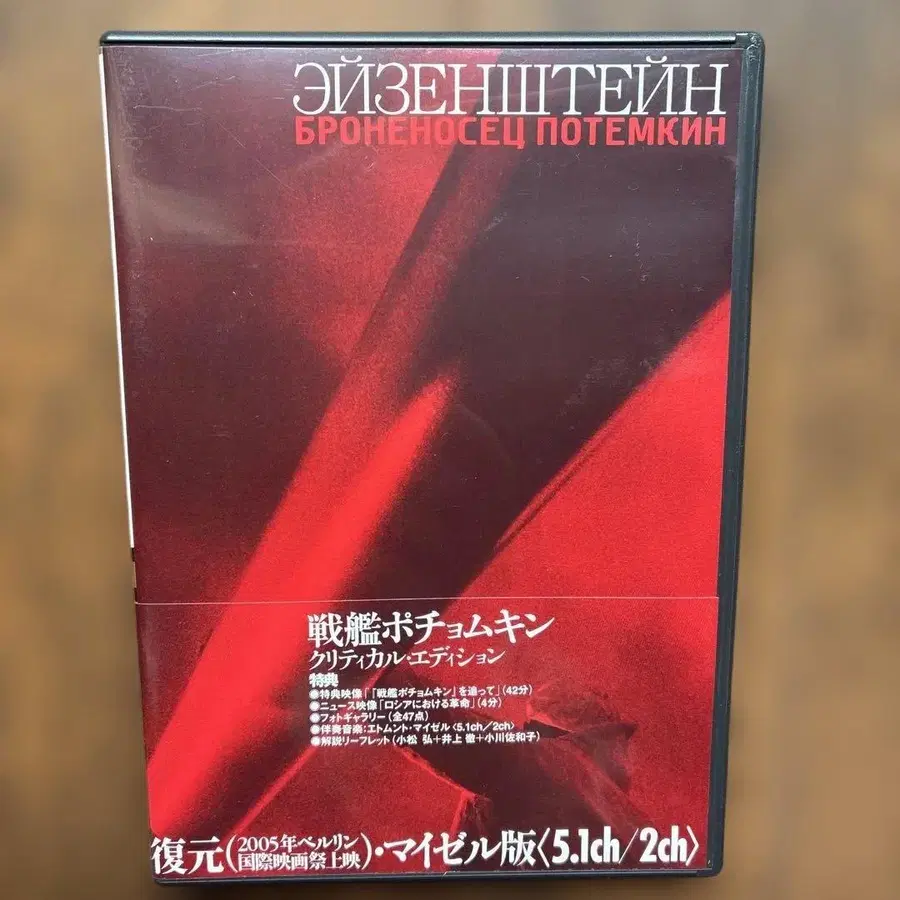 ЭЙЗЕНШТЕЙН
БРОНЕНОСЕЦ ПОТЕМКИН
戦艦ポチョムキン
クリティカル・エディション
特典
●特典映像「「戦艦ポチョムキン」を追って」(42分)
●ニュース映像「ロシアにおける革命」(4分)
●フォトギャラリー(全47点)
●伴奏音楽:エトムント・マイゼル〈5.1ch/2ch〉
●解説リーフレット(小松 弘+井上 徹+小川佐和子)
復元(2005年ベルリン国際映画祭上映)・マイゼル版〈5.1ch/2ch〉